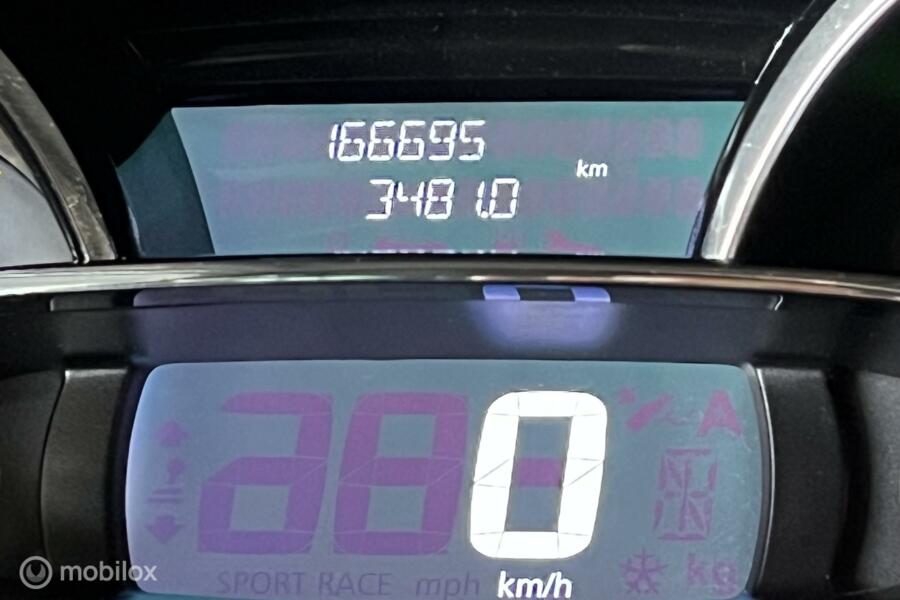 166695
km
3481.0
0
A
kg
SPORT RACE mph km/h
mobilox